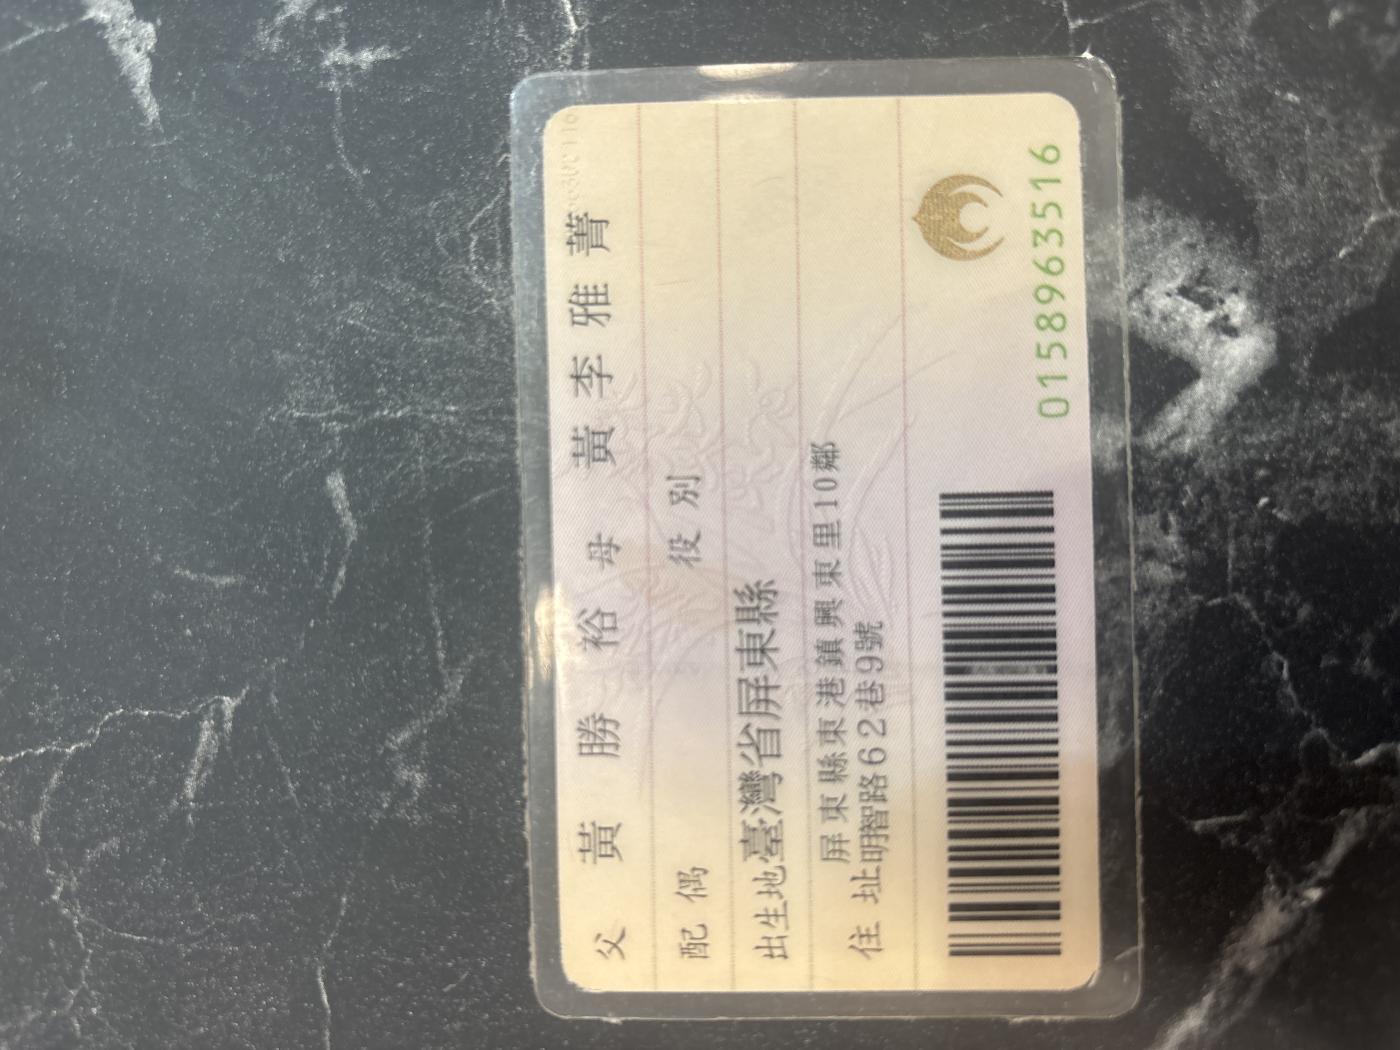 父 黃 勝 裕 母 黃 李 雅 菁
配 偶 役 別
出生地 臺灣省屏東縣
住 址 屏東縣東港鎮興東里10鄰
明智路62巷9號
0158963516